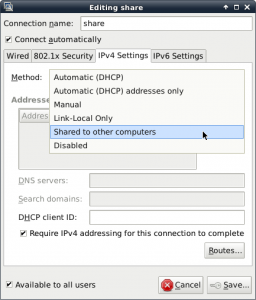 Editing share
Connection name: share
Connect automatically
Wired 802.1x Security IPv4 Settings IPv6 Settings
Method: Automatic (DHCP)
Automatic (DHCP) addresses only
Manual
Link-Local Only
Shared to other computers
Disabled
Addresses
Address
DNS servers:
Search domains:
DHCP client ID:
Require IPv4 addressing for this connection to complete
Routes...
Available to all users
Cancel
Save...